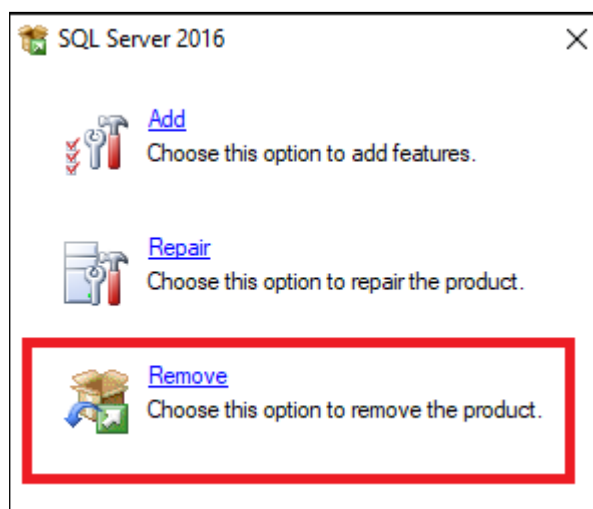 SQL Server 2016
Add
Choose this option to add features.
Repair
Choose this option to repair the product.
Remove
Choose this option to remove the product.